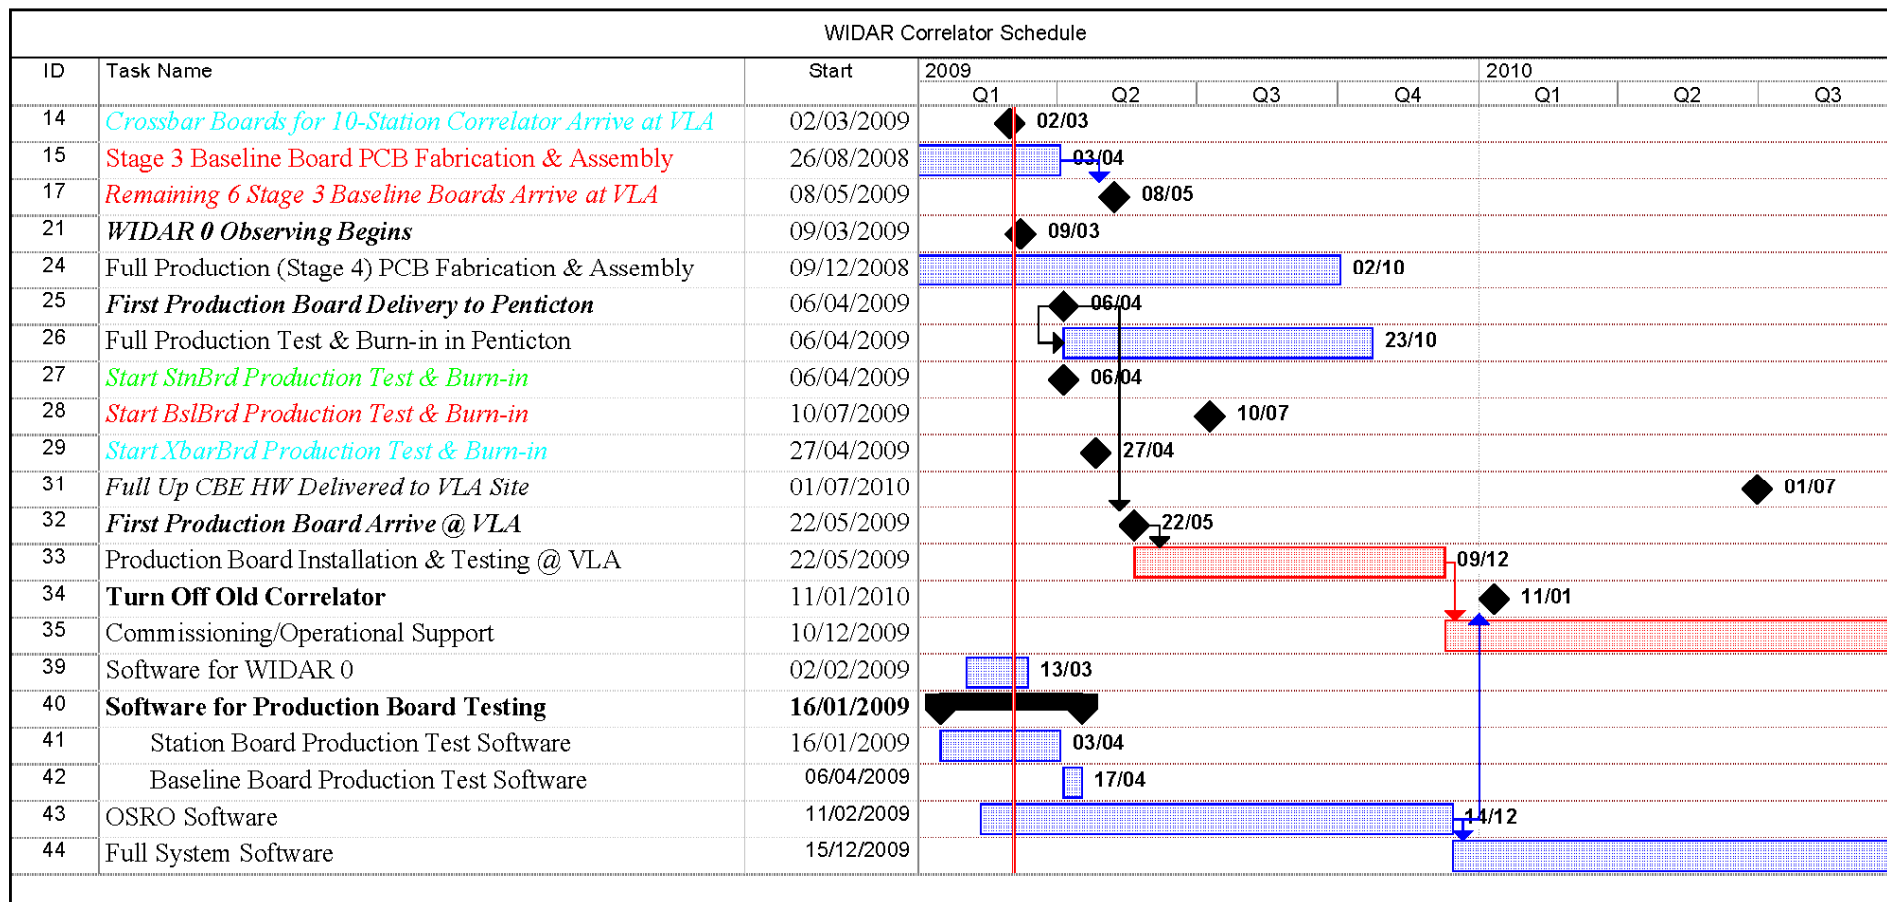 WIDAR Correlator Schedule
ID Task Name Start 2009 2010
Q1 Q2 Q3 Q4 Q1 Q2 Q3
14 Crossbar Boards for 10-Station Correlator Arrive at VLA 02/03/2009 02/03
15 Stage 3 Baseline Board PCB Fabrication & Assembly 26/08/2008 03/04
17 Remaining 6 Stage 3 Baseline Boards Arrive at VLA 08/05/2009 08/05
21 WIDAR 0 Observing Begins 09/03/2009 09/03
24 Full Production (Stage 4) PCB Fabrication & Assembly 09/12/2008 02/10
25 First Production Board Delivery to Penticton 06/04/2009 06/04
26 Full Production Test & Burn-in in Penticton 06/04/2009 23/10
27 Start StnBrd Production Test & Burn-in 06/04/2009 06/04
28 Start BslBrd Production Test & Burn-in 10/07/2009 10/07
29 Start XbarBrd Production Test & Burn-in 27/04/2009 27/04
31 Full Up CBE HW Delivered to VLA Site 01/07/2010 01/07
32 First Production Board Arrive @ VLA 22/05/2009 22/05
33 Production Board Installation & Testing @ VLA 22/05/2009 09/12
34 Turn Off Old Correlator 11/01/2010 11/01
35 Commissioning/Operational Support 10/12/2009
39 Software for WIDAR 0 02/02/2009 13/03
40 Software for Production Board Testing 16/01/2009
41 Station Board Production Test Software 16/01/2009 03/04
42 Baseline Board Production Test Software 06/04/2009 17/04
43 OSRO Software 11/02/2009 14/12
44 Full System Software 15/12/2009